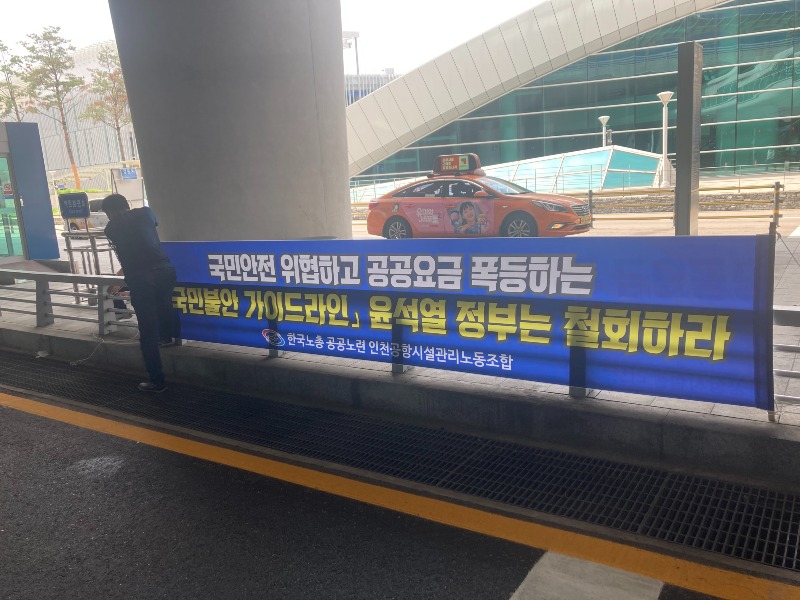 국민안전 위협하고 공공요금 폭등하는
국민불안 가이드라인」 윤석열 정부는 철회하라
한국노총 공공노련 인천공항시설관리노동조합